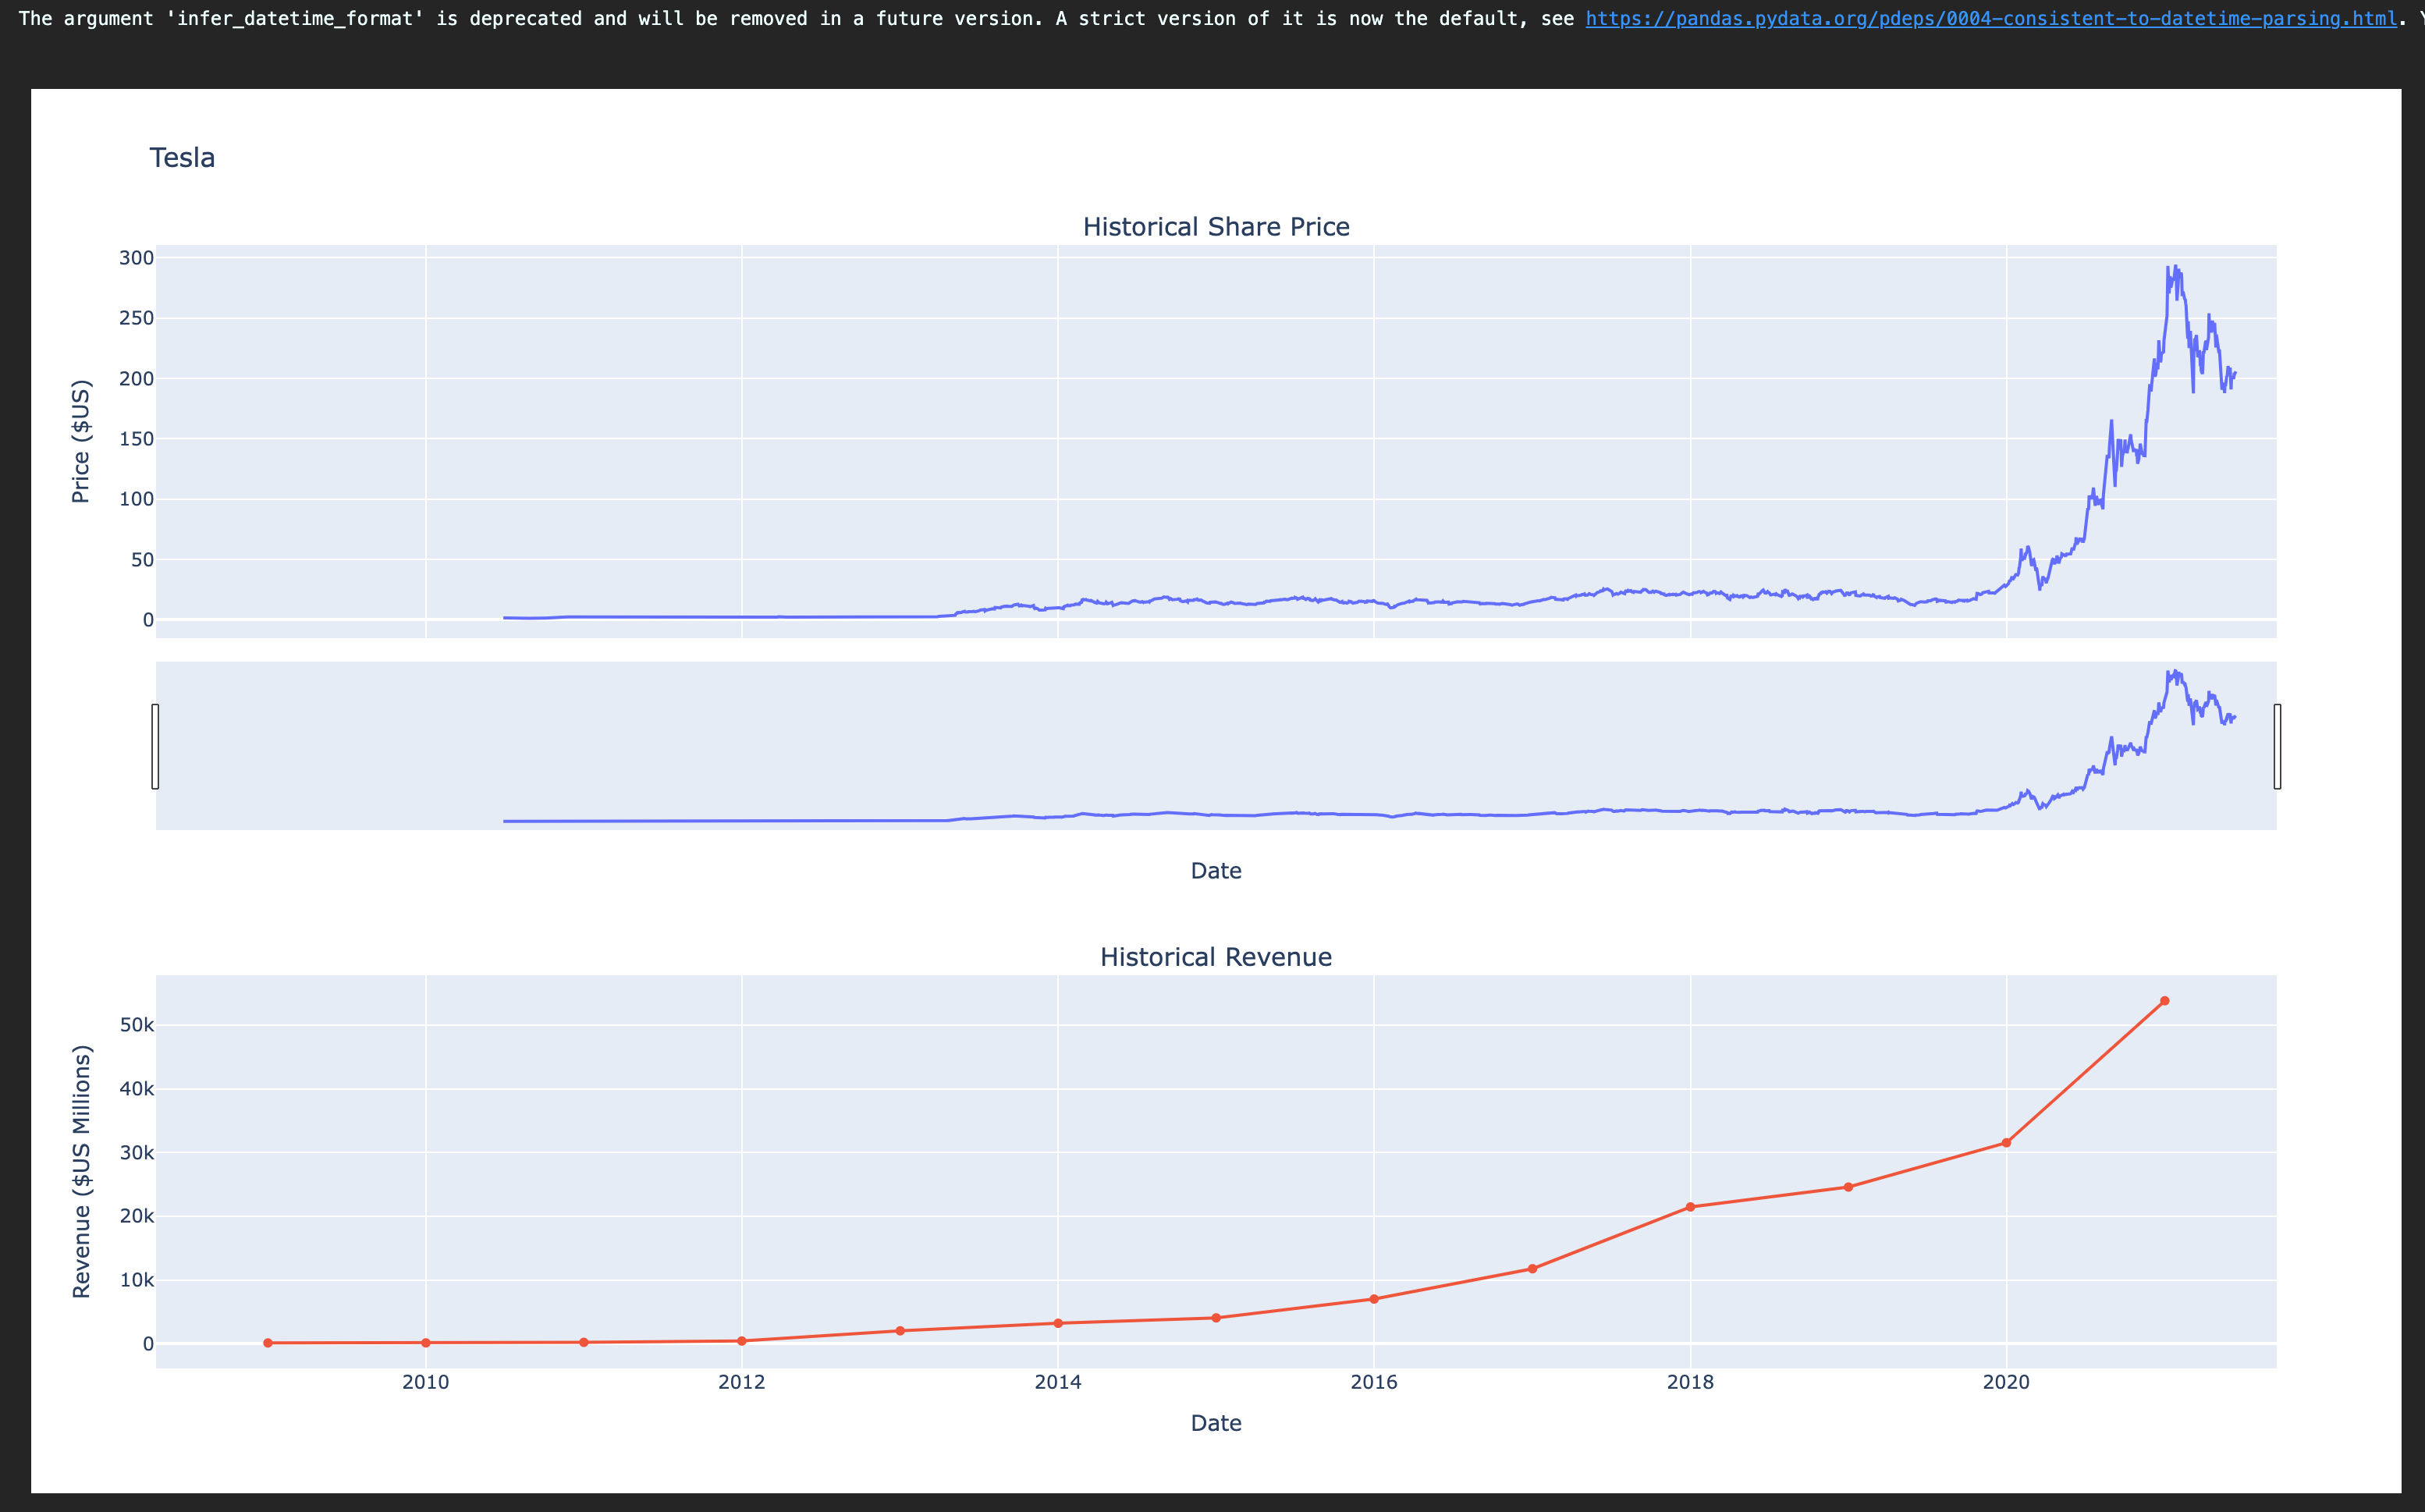 The argument 'infer_datetime_format' is deprecated and will be removed in a future version. A strict version of it is now the default, see https://pandas.pydata.org/pdeps/0004-consistent-to-datetime-parsing.html.
Tesla
Historical Share Price
300
250
200
150
100
50
0
Price ($US)
Date
Historical Revenue
50k
40k
30k
20k
10k
0
Revenue ($US Millions)
2010 2012 2014 2016 2018 2020
Date